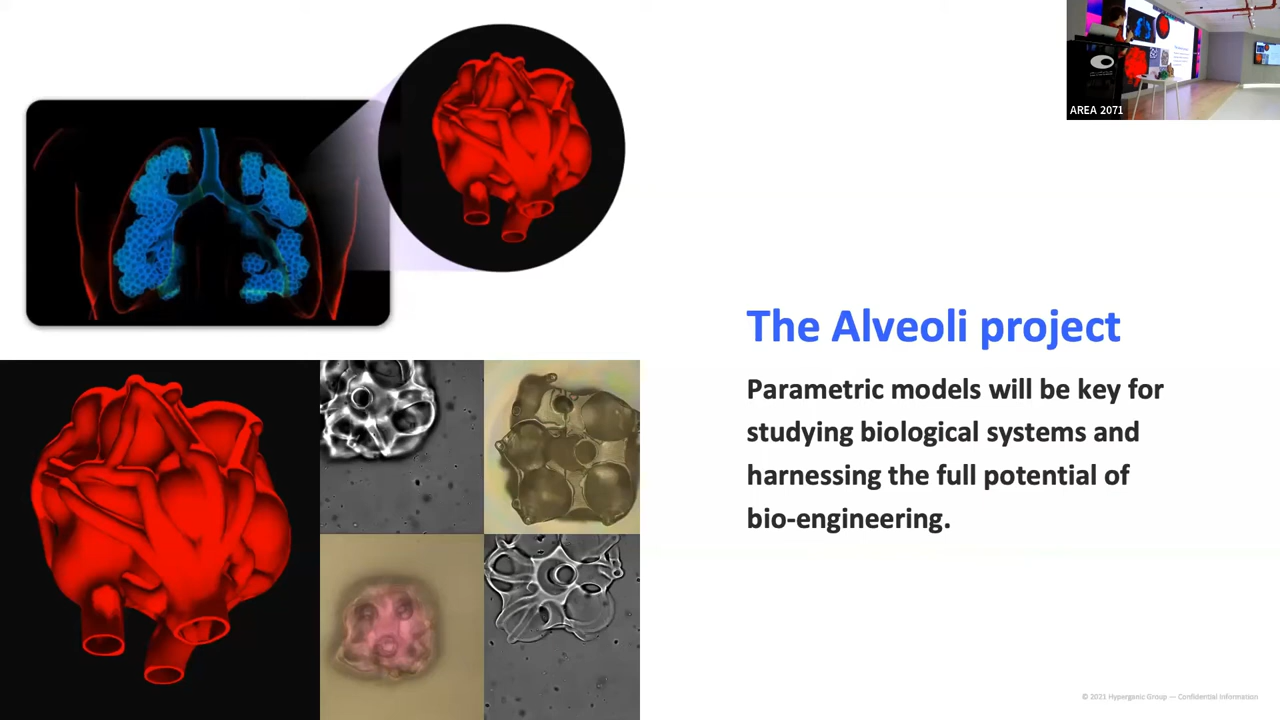 AREA 2071
The Alveoli project
Parametric models will be key for
studying biological systems and
harnessing the full potential of
bio-engineering.
© 2021 Hyperganic Group — Confidential Information